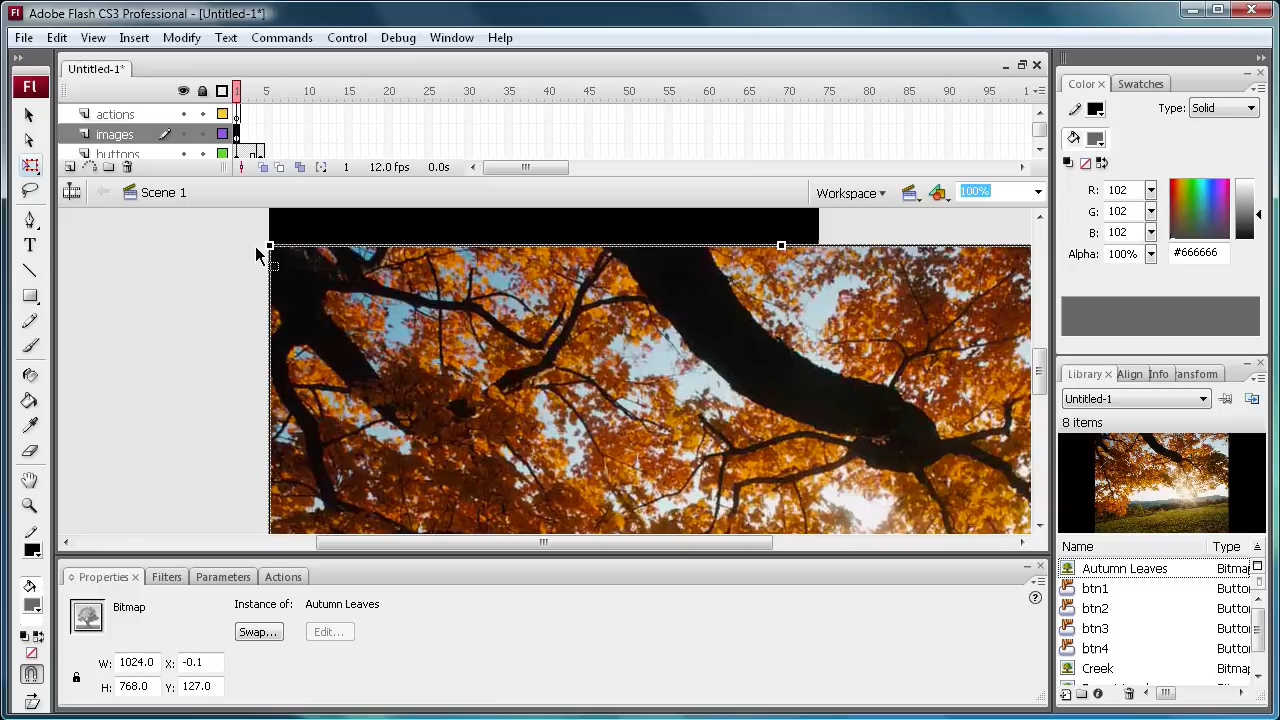 Fl Adobe Flash CS3 Professional - [Untitled-1*]
File Edit View Insert Modify Text Commands Control Debug Window Help
Untitled-1*
Fl
1 5 10 15 20 25 30 35 40 45 50 55 60 65 70 75 80 85 90 95
actions
images
buttons
1 12.0 fps 0.0s
Scene 1 Workspace 100%
Color Swatches
Type: Solid
R: 102
G: 102
B: 102
Alpha: 100% #666666
Library Align Info Transform
Untitled-1
8 items
Name Type
Autumn Leaves Bitmap
btn1 Button
btn2 Button
btn3 Button
btn4 Button
Creek Bitmap
Properties Filters Parameters Actions
Bitmap
Instance of: Autumn Leaves
Swap... Edit...
W: 1024.0 X: -0.1
H: 768.0 Y: 127.0